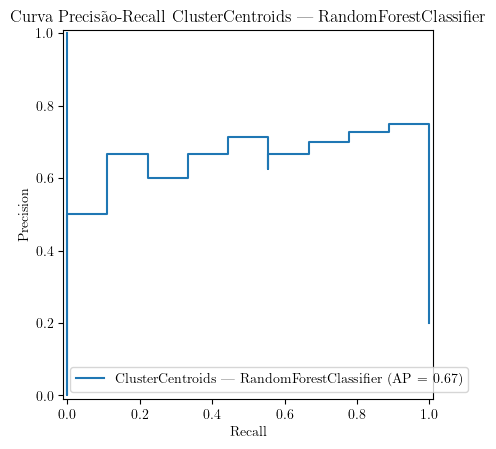 Curva Precisão-Recall ClusterCentroids — RandomForestClassifier
1.0
0.8
0.6
0.4
0.2
0.0
Precision
ClusterCentroids — RandomForestClassifier (AP = 0.67)
0.0 0.2 0.4 0.6 0.8 1.0
Recall